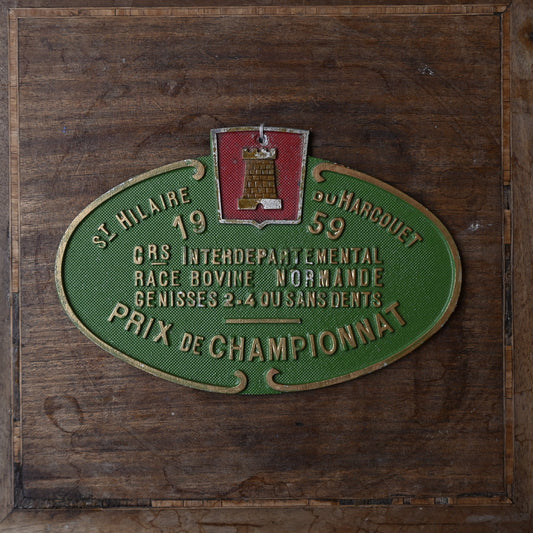 ST HILAIRE DU HARCOUET
1959
CRS INTERDEPARTEMENTAL
RACE BOVINE NORMANDE
GENISSES 2-4 OU SANS DENTS
PRIX DE CHAMPIONNAT